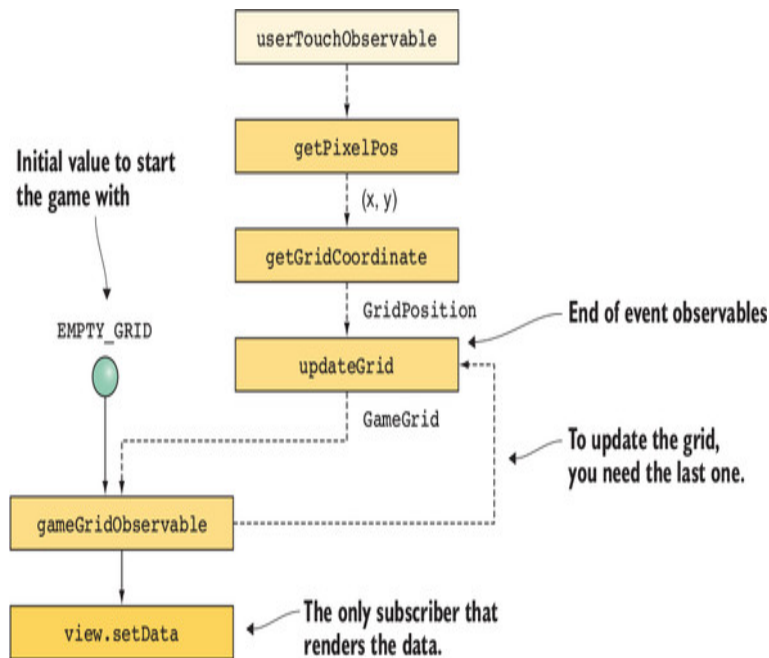 userTouchObservable
getPixelPos
Initial value to start
the game with
(x, y)
getGridCoordinate
GridPosition
End of event observables
EMPTY_GRID
updateGrid
GameGrid
To update the grid,
you need the last one.
gameGridObservable
The only subscriber that
renders the data.
view.setData